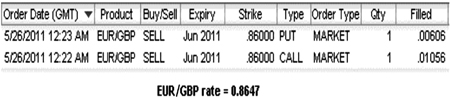 Order Date (GMT) ▼ Product Buy/Sell Expiry Strike Type Order Type Qty Filled
5/26/2011 12:23 AM EUR/GBP SELL Jun 2011 .86000 PUT MARKET 1 .00606
5/26/2011 12:22 AM EUR/GBP SELL Jun 2011 .86000 CALL MARKET 1 .01056
EUR/GBP rate = 0.8647